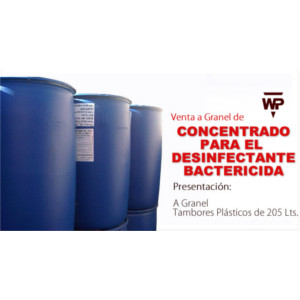 WP
Venta a Granel de
CONCENTRADO
PARA EL
DESINFECTANTE
BACTERICIDA
Presentación:
A Granel
Tambores Plásticos de 205 Lts.